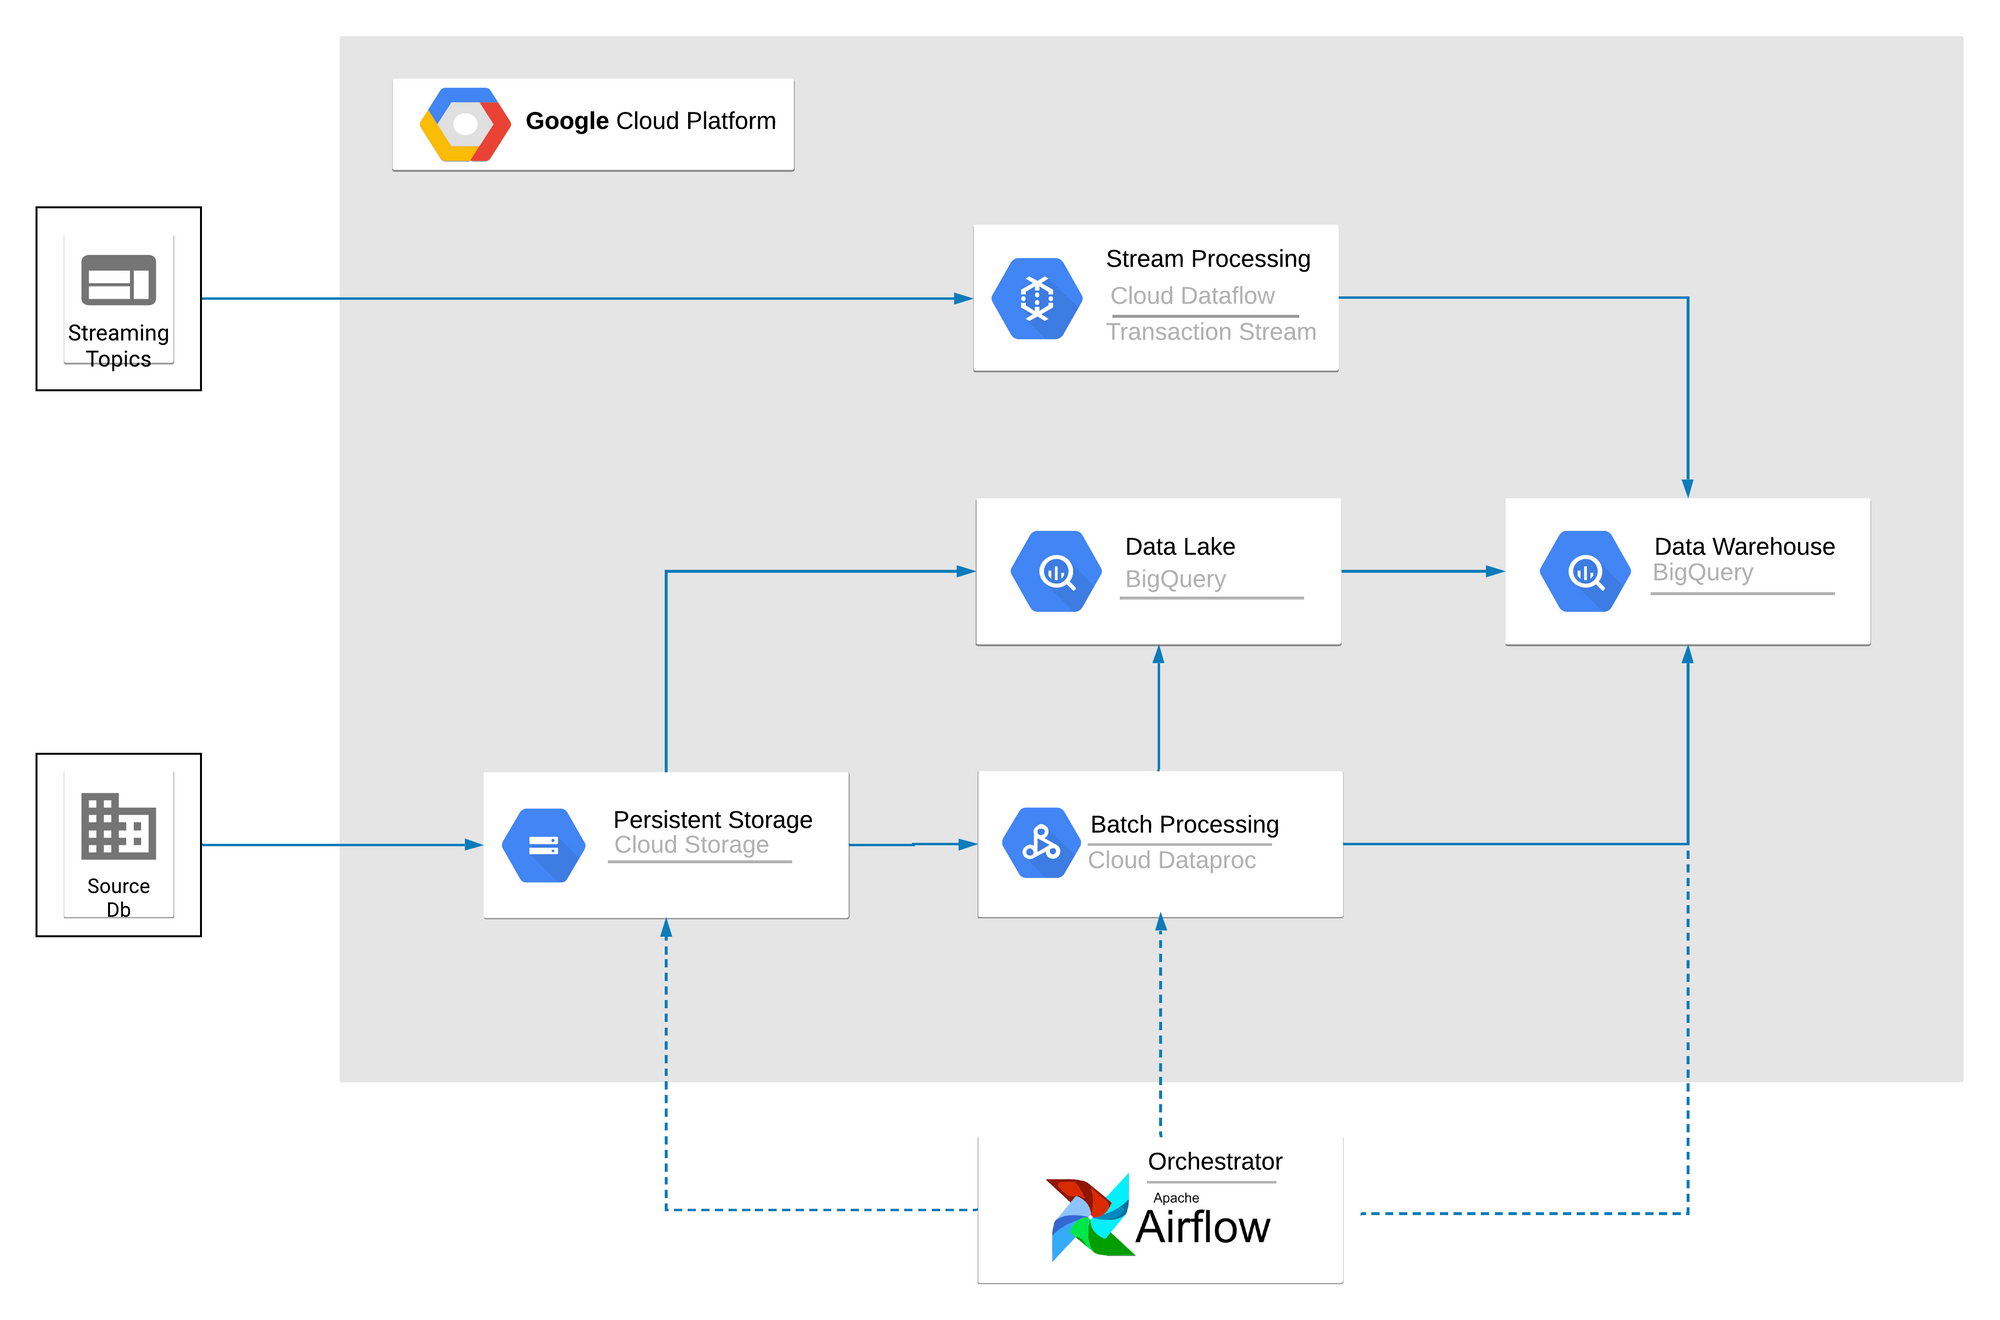 Google Cloud Platform
Streaming
Topics
Stream Processing
Cloud Dataflow
Transaction Stream
Data Lake
BigQuery
Data Warehouse
BigQuery
Source
Db
Persistent Storage
Cloud Storage
Batch Processing
Cloud Dataproc
Orchestrator
Apache
Airflow